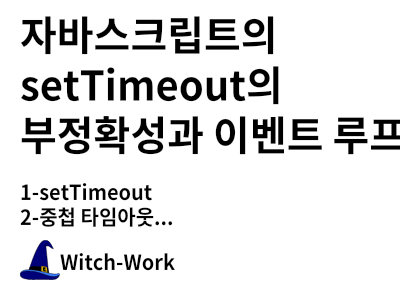 자바스크립트의
setTimeout의
부정확성과 이벤트 루프
1-setTimeout
2-중첩 타임아웃...
Witch-Work